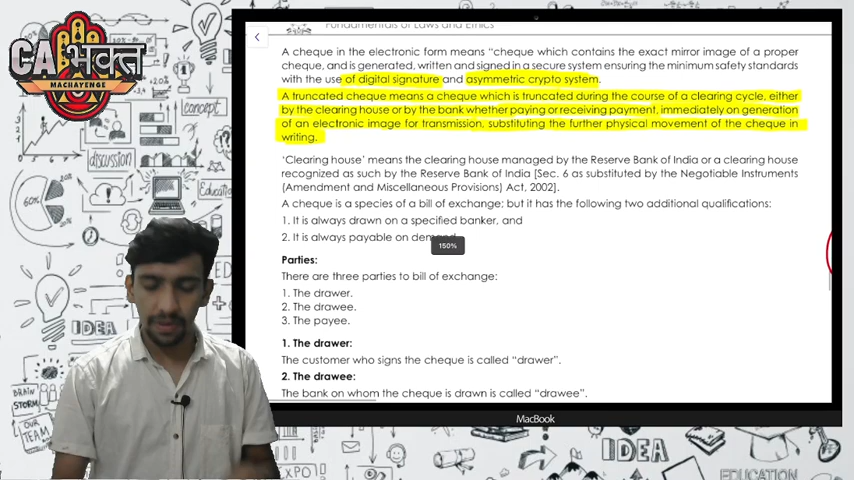 CA भक्त
MACHAYENGE
Fundamentals of Laws and Ethics
A cheque in the electronic form means "cheque which contains the exact mirror image of a proper
cheque, and is generated, written and signed in a secure system ensuring the minimum safety standards
with the use of digital signature and asymmetric crypto system.
A truncated cheque means a cheque which is truncated during the course of a clearing cycle, either
by the clearing house or by the bank whether paying or receiving payment, immediately on generation
of an electronic image for transmission, substituting the further physical movement of the cheque in
writing.
'Clearing house' means the clearing house managed by the Reserve Bank of India or a clearing house
recognized as such by the Reserve Bank of India [Sec. 6 as substituted by the Negotiable Instruments
(Amendment and Miscellaneous Provisions) Act, 2002].
A cheque is a species of a bill of exchange; but it has the following two additional qualifications:
1. It is always drawn on a specified banker, and
2. It is always payable on demand
150%
Parties:
There are three parties to bill of exchange:
1. The drawer.
2. The drawee.
3. The payee.
1. The drawer:
The customer who signs the cheque is called "drawer".
2. The drawee:
The bank on whom the cheque is drawn is called "drawee".
MacBook
concept
discussion
60%
20%
Education
IDEA
BRAIN
STORM
OUR
TEAM
EXPO
IDEA
EDUCATION